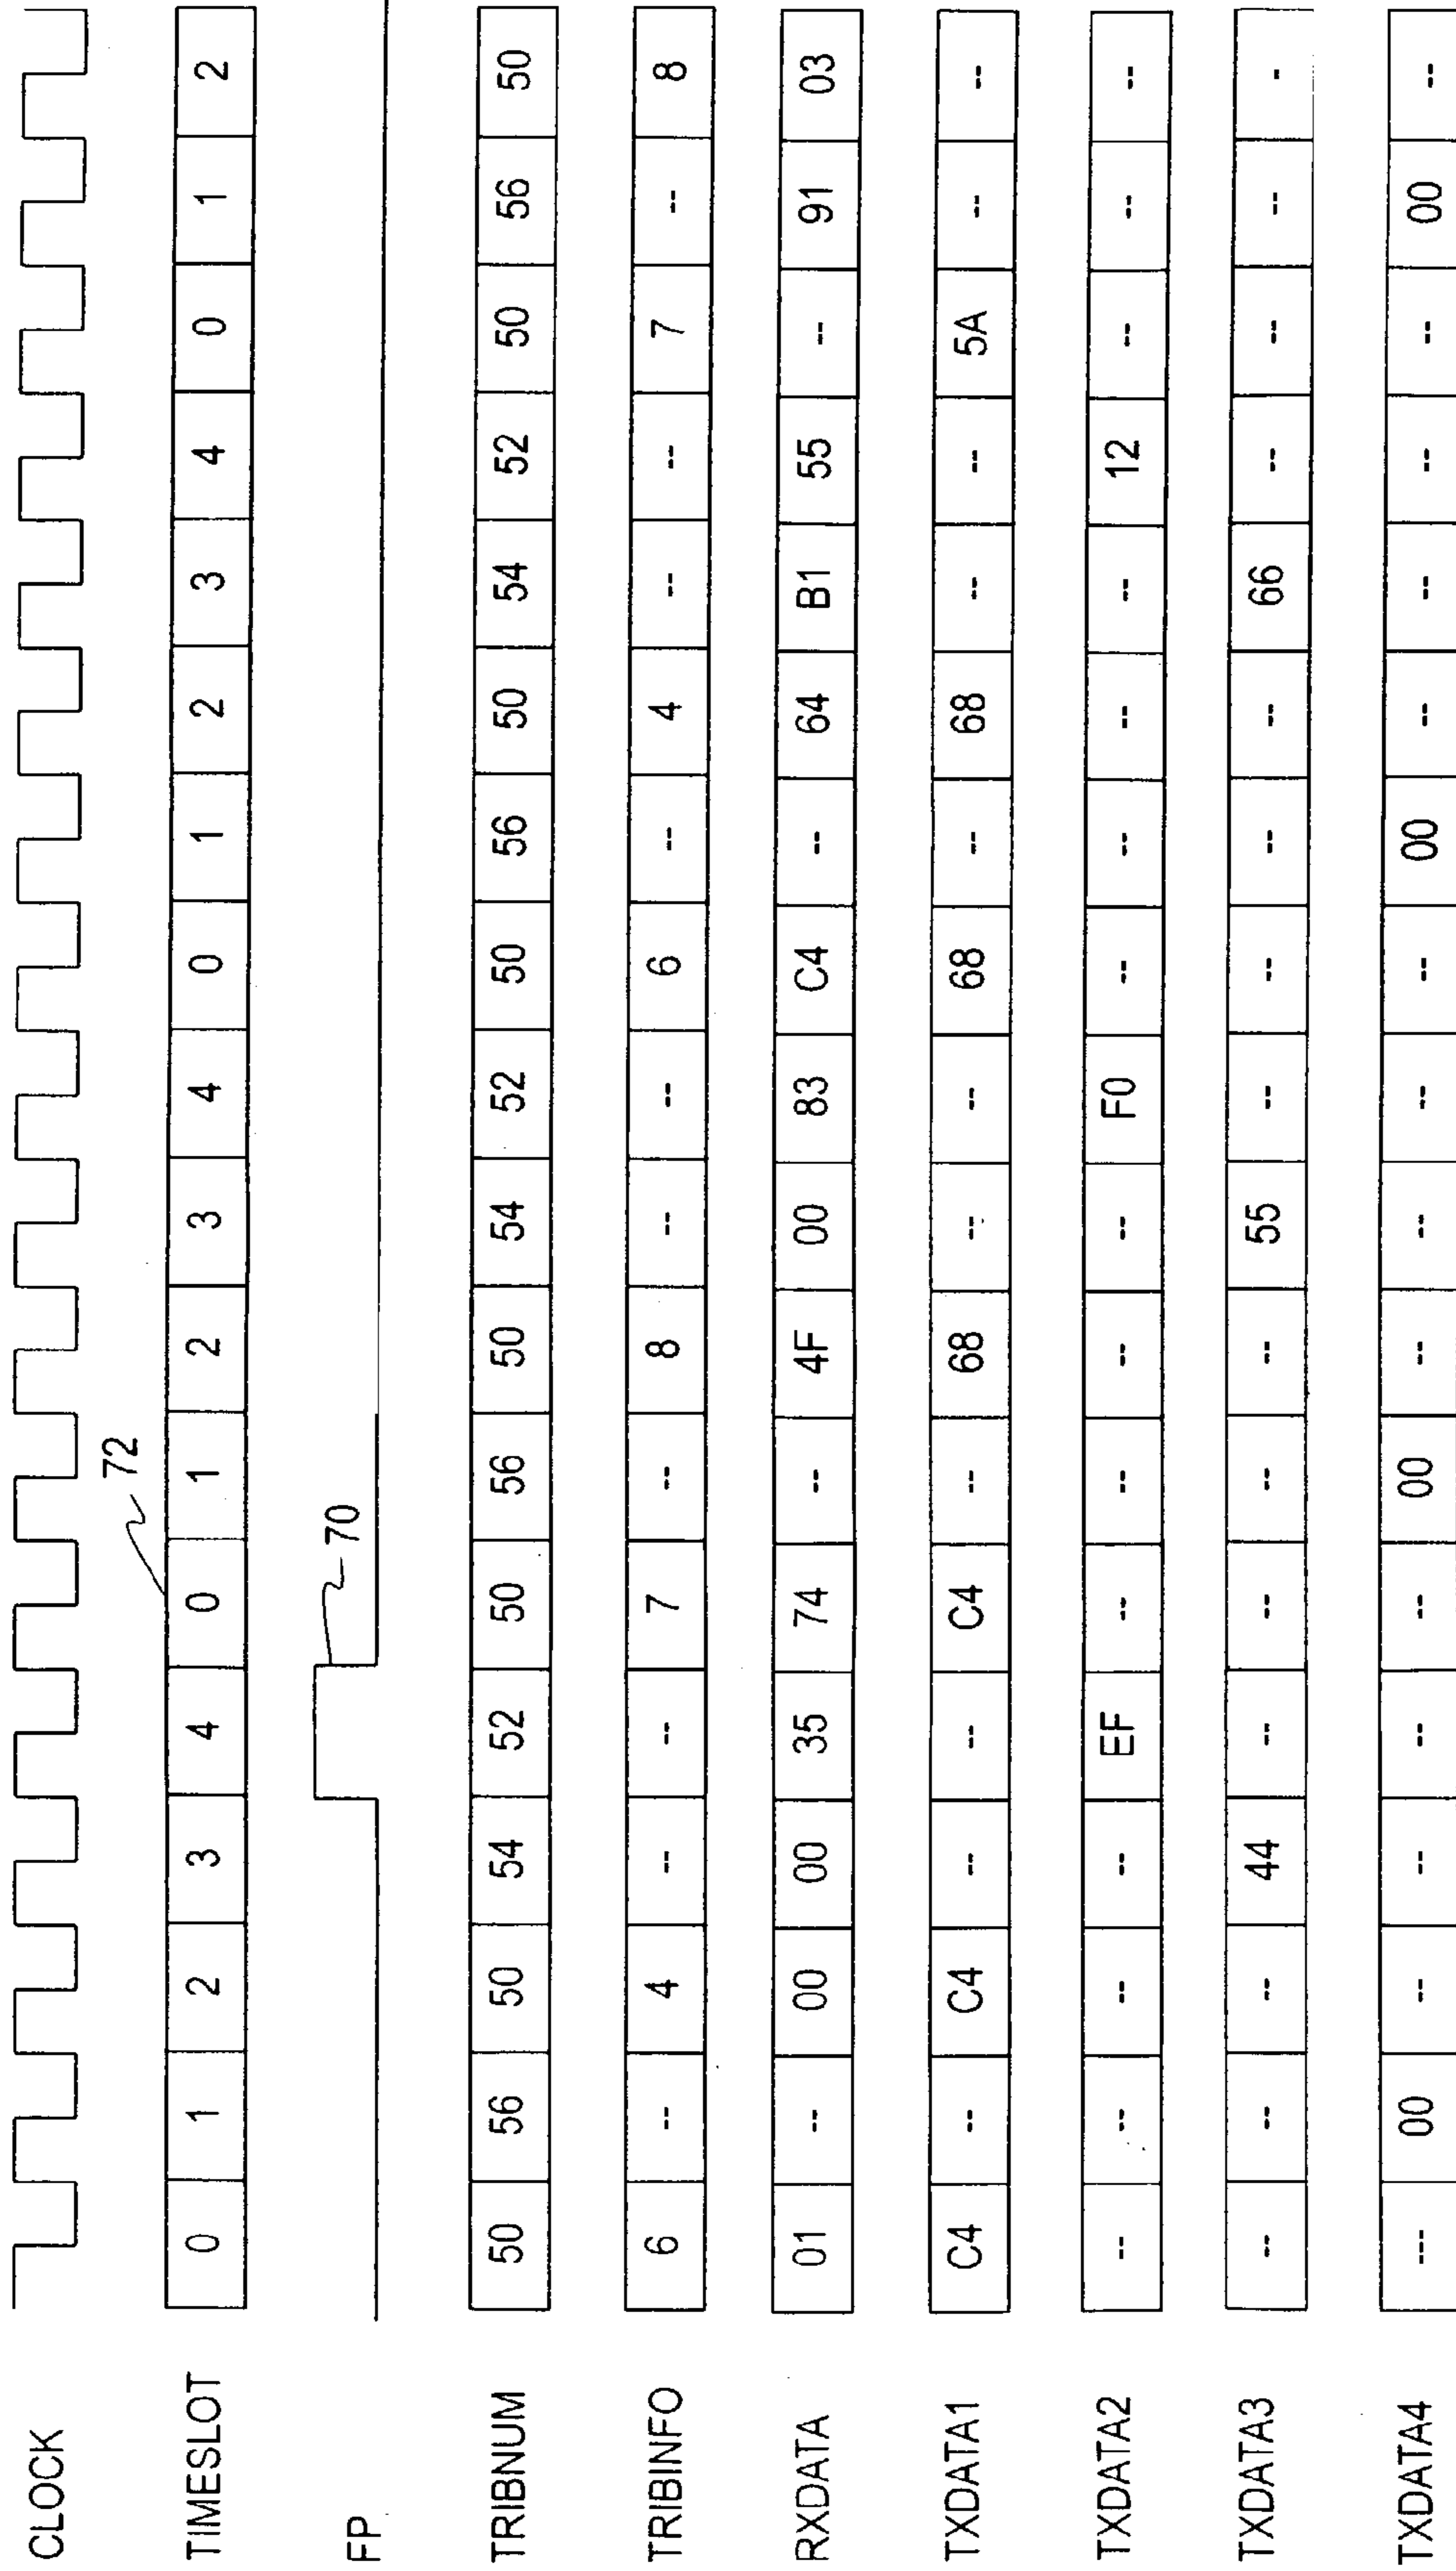 CLOCK
72
TIMESLOT 0 1 2 3 4 0 1 2 3 4 0 1 2 3 4 0 1 2
70
FP
TRIBNUM 50 56 50 54 52 50 56 50 54 52 50 56 50 54 52 50 56 50
TRIBINFO 6 -- 4 -- -- 7 -- 8 -- -- 6 -- 4 -- -- 7 -- 8
RXDATA 01 -- 00 00 35 74 -- 4F 00 83 C4 -- 64 B1 55 -- 91 03
TXDATA1 C4 -- C4 -- -- C4 -- 68 -- -- 68 -- 68 -- -- 5A -- --
TXDATA2 -- -- -- -- EF -- -- -- -- F0 -- -- -- -- 12 -- -- --
TXDATA3 -- -- -- 44 -- -- -- -- 55 -- -- -- -- 66 -- -- -- -
TXDATA4 --- 00 -- -- -- -- 00 -- -- -- -- 00 -- -- -- -- 00 --